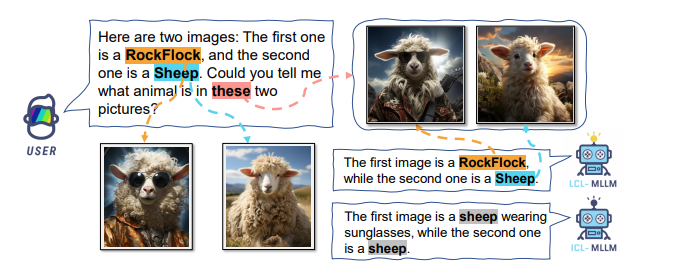 Here are two images: The first one
is a RockFlock, and the second
one is a Sheep. Could you tell me
what animal is in these two
pictures?
USER
The first image is a RockFlock,
while the second one is a Sheep.
LCL- MLLM
The first image is a sheep wearing
sunglasses, while the second one
is a sheep.
ICL- MLLM